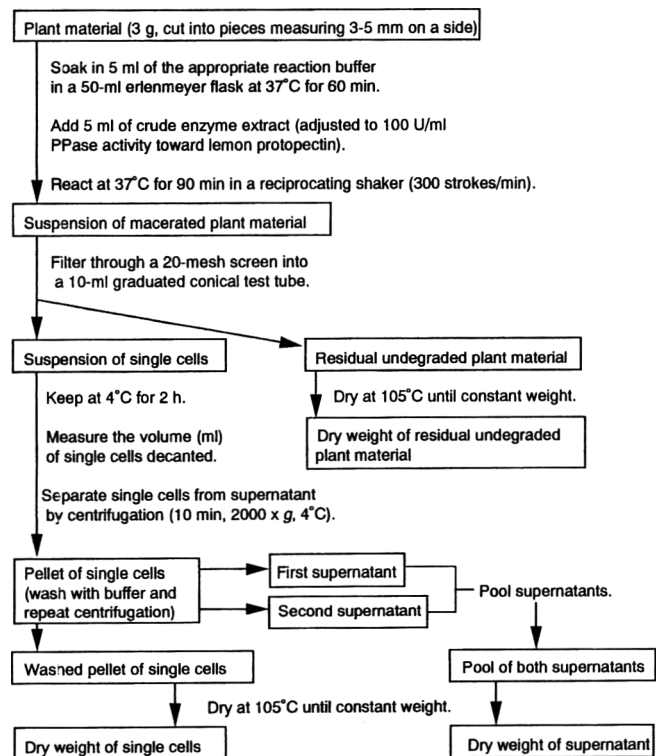 Plant material (3 g, cut into pieces measuring 3-5 mm on a side)
Soak in 5 ml of the appropriate reaction buffer
in a 50-ml erlenmeyer flask at 37°C for 60 min.
Add 5 ml of crude enzyme extract (adjusted to 100 U/ml
PPase activity toward lemon protopectin).
React at 37°C for 90 min in a reciprocating shaker (300 strokes/min).
Suspension of macerated plant material
Filter through a 20-mesh screen into
a 10-ml graduated conical test tube.
Suspension of single cells
Residual undegraded plant material
Keep at 4°C for 2 h.
Dry at 105°C until constant weight.
Measure the volume (ml)
of single cells decanted.
Dry weight of residual undegraded
plant material
Separate single cells from supernatant
by centrifugation (10 min, 2000 x g, 4°C).
Pellet of single cells
(wash with buffer and
repeat centrifugation)
First supernatant
Second supernatant
Pool supernatants.
Washed pellet of single cells
Pool of both supernatants
Dry at 105°C until constant weight.
Dry weight of single cells
Dry weight of supernatant